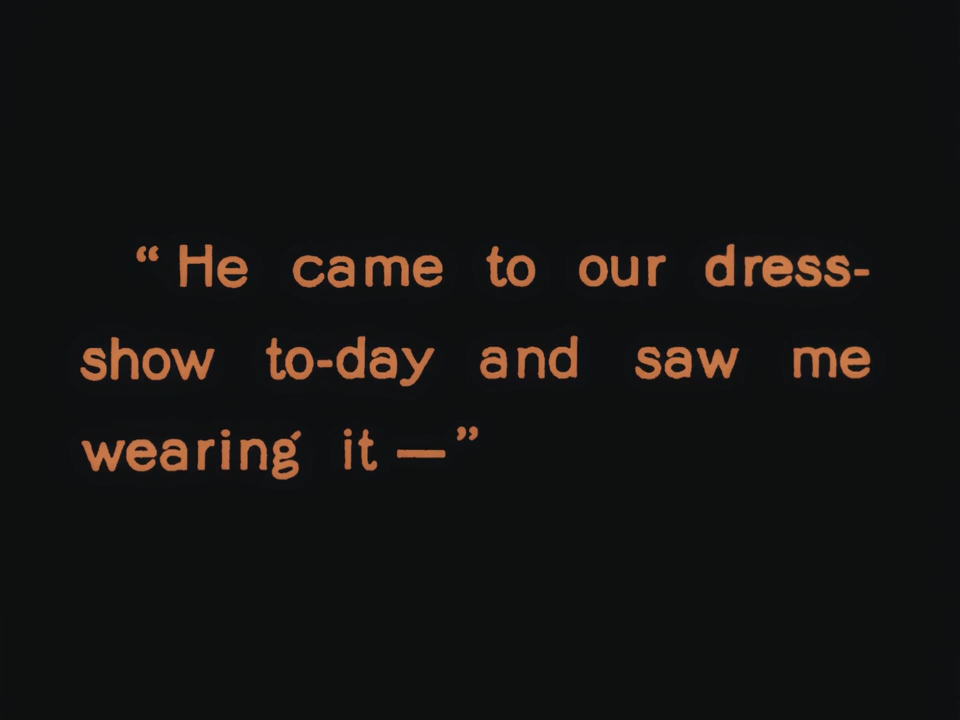 “ He came to our dress-
show to-day and saw me
wearing it —”